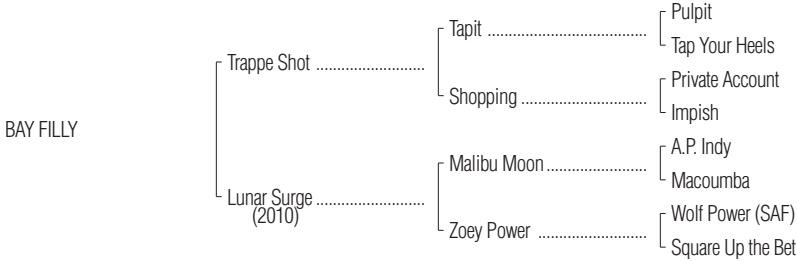 Pulpit
Tapit ......................................
Tap Your Heels
Trappe Shot ..........................
Private Account
Shopping ..............................
Impish
BAY FILLY
A.P. Indy
Malibu Moon........................
Macoumba
Lunar Surge ..........................
(2010)
Wolf Power (SAF)
Zoey Power ..........................
Square Up the Bet